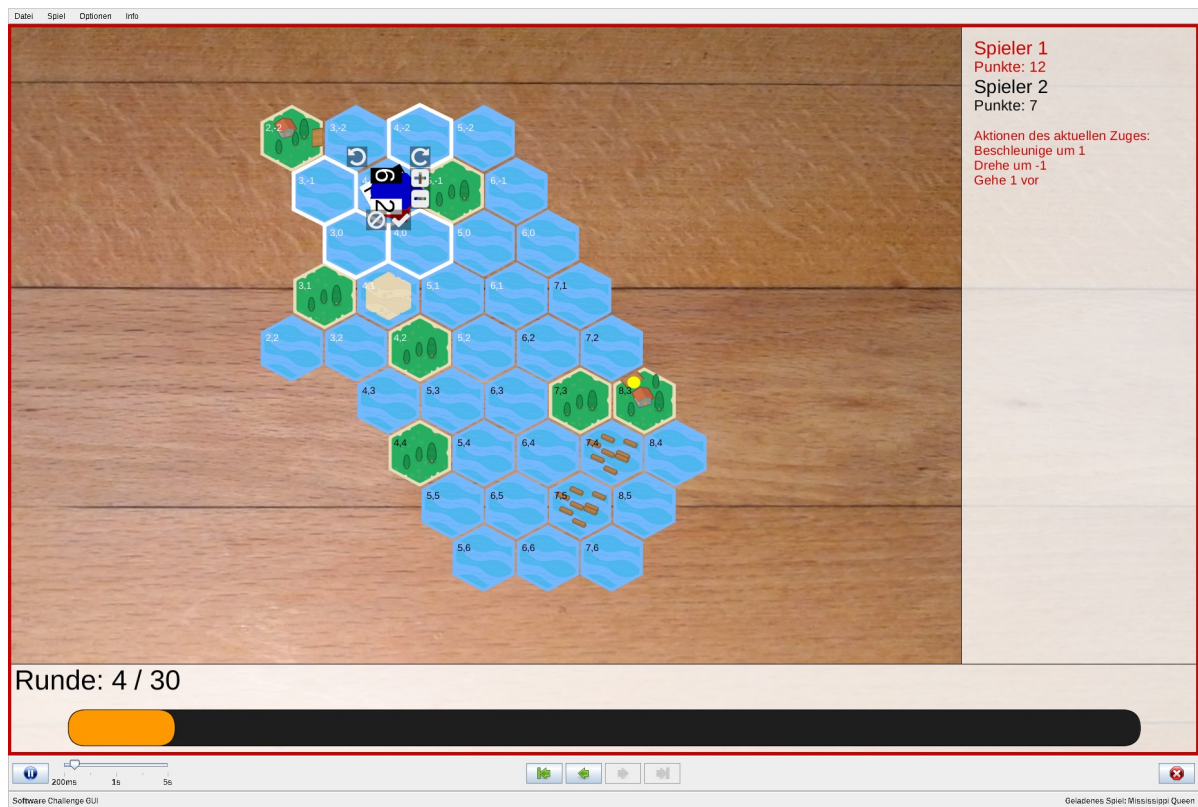 Datei Spiel Optionen Info
Spieler 1
Punkte: 12
Spieler 2
Punkte: 7
Aktionen des aktuellen Zuges:
Beschleunige um 1
Drehe um -1
Gehe 1 vor
2,-2 3,-2 4,-2 5,-2
3,-1 6,-1
6
2
3,0 4,0 5,0 6,0
3,1 4,1 5,1 6,1 7,1
2,2 3,2 4,2 5,2 6,2 7,2
4,3 5,3 6,3 7,3 8,3
4,4 5,4 6,4 7,4 8,4
5,5 6,5 7,5 8,5
5,6 6,6 7,6
Runde: 4 / 30
200ms 1s 5s
Software Challenge GUI
Geladenes Spiel: Mississippi Queen